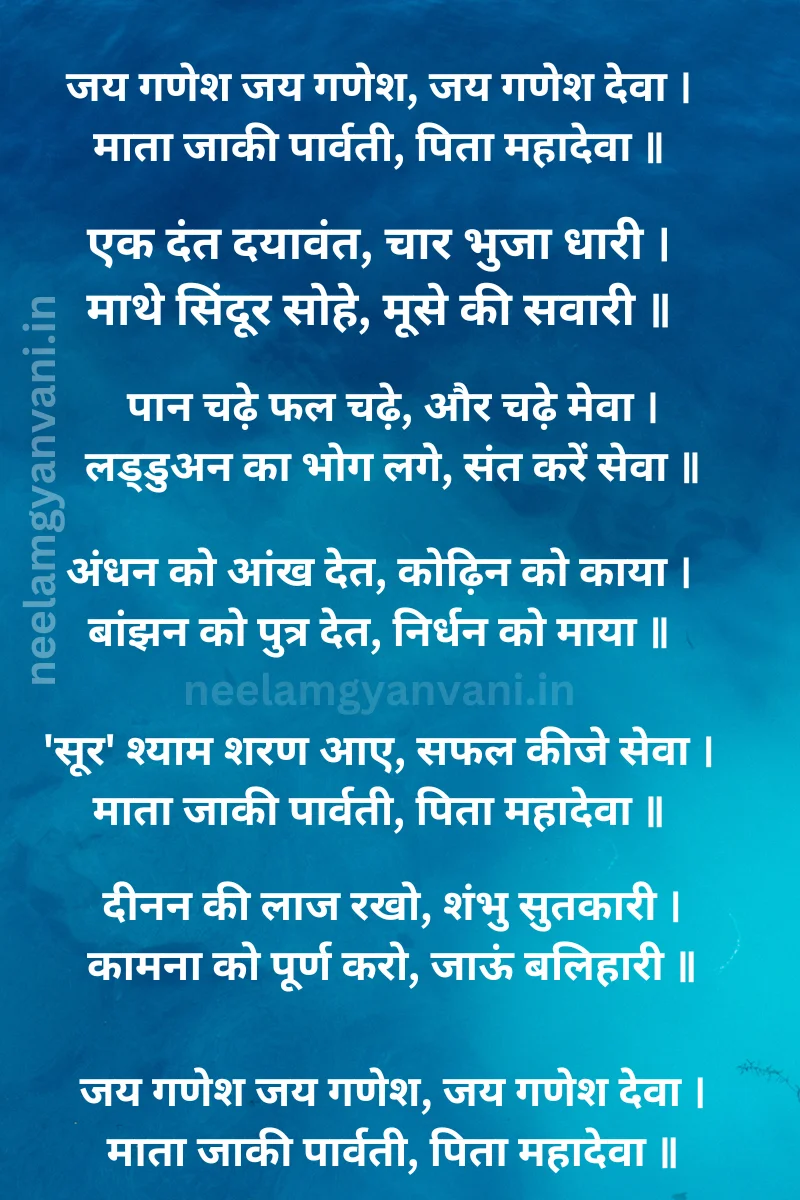 जय गणेश जय गणेश, जय गणेश देवा ।
माता जाकी पार्वती, पिता महादेवा ॥
एक दंत दयावंत, चार भुजा धारी ।
माथे सिंदूर सोहे, मूसे की सवारी ॥
पान चढ़े फल चढ़े, और चढ़े मेवा ।
लड्डुअन का भोग लगे, संत करें सेवा ॥
अंधन को आंख देत, कोढ़िन को काया ।
बांझन को पुत्र देत, निर्धन को माया ॥
neelamgyanvani.in
neelamgyanvani.in
'सूर' श्याम शरण आए, सफल कीजे सेवा ।
माता जाकी पार्वती, पिता महादेवा ॥
दीनन की लाज रखो, शंभु सुतकारी ।
कामना को पूर्ण करो, जाऊं बलिहारी ॥
जय गणेश जय गणेश, जय गणेश देवा ।
माता जाकी पार्वती, पिता महादेवा ॥